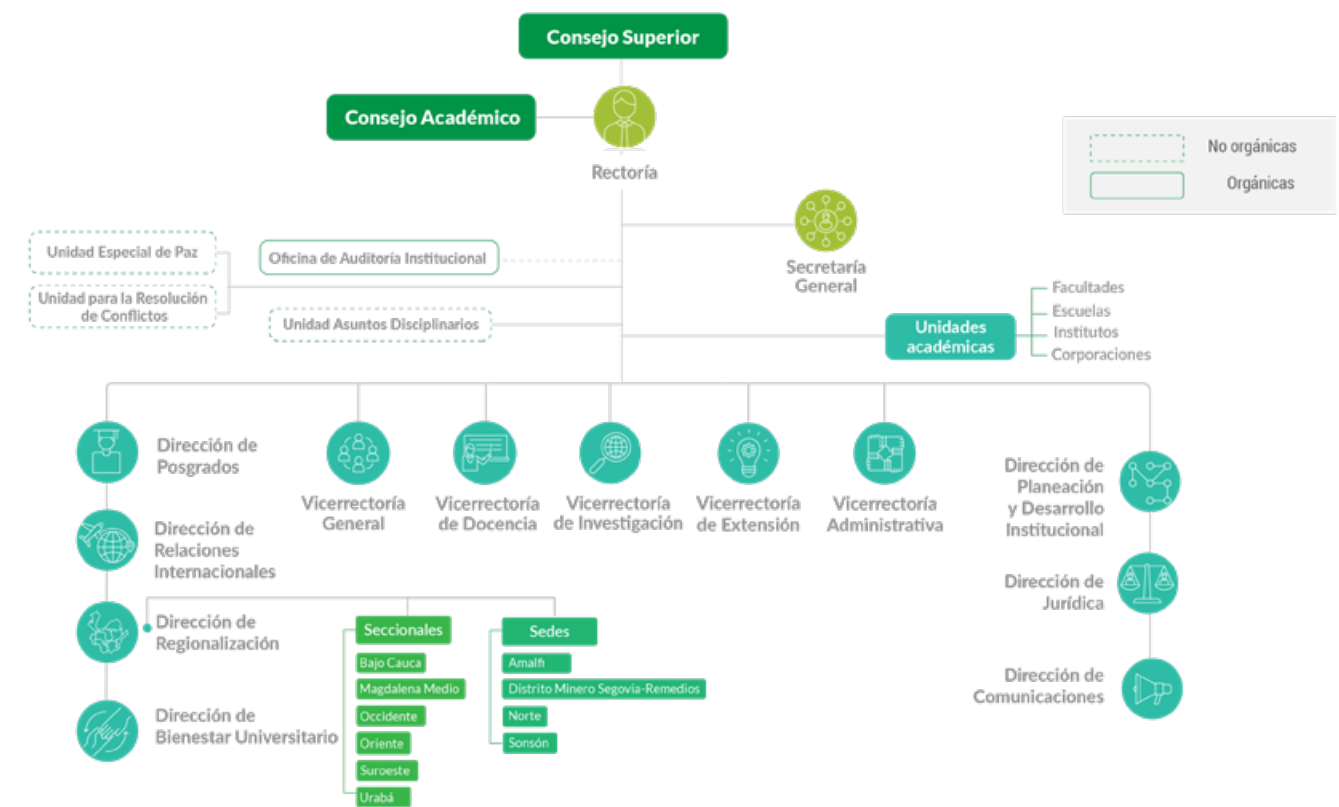 Consejo Superior
Consejo Académico
Rectoría
No orgánicas
Orgánicas
Secretaría
General
Unidad Especial de Paz
Oficina de Auditoría Institucional
Unidad para la Resolución
de Conflictos
Unidad Asuntos Disciplinarios
Unidades
académicas
Facultades
Escuelas
Institutos
Corporaciones
Dirección de
Posgrados
Vicerrectoría
General
Vicerrectoría
de Docencia
Vicerrectoría
de Investigación
Vicerrectoría
de Extensión
Vicerrectoría
Administrativa
Dirección de
Planeación
y Desarrollo
Institucional
Dirección de
Relaciones
Internacionales
Dirección de
Jurídica
Dirección de
Regionalización
Seccionales
Bajo Cauca
Magdalena Medio
Occidente
Oriente
Suroeste
Urabá
Sedes
Amalfi
Distrito Minero Segovia-Remedios
Norte
Sonsón
Dirección de
Comunicaciones
Dirección de
Bienestar Universitario